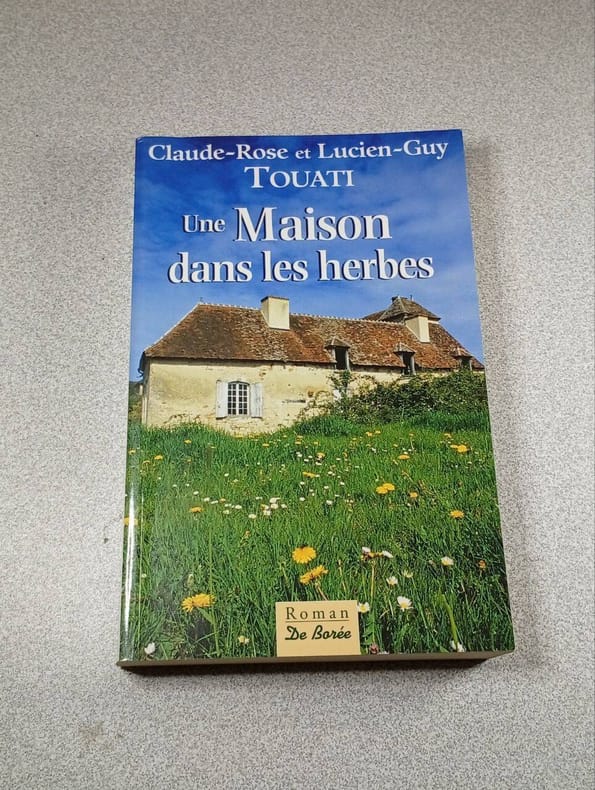 Claude-Rose et Lucien-Guy
TOUATI
Une Maison
dans les herbes
Roman
De Borée